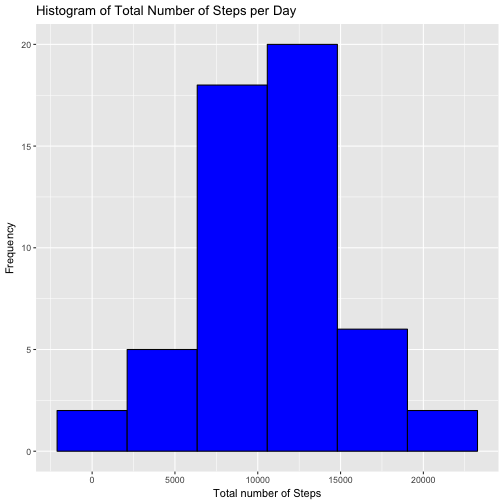 Histogram of Total Number of Steps per Day
20
15
10
5
0
Frequency
0 5000 10000 15000 20000
Total number of Steps